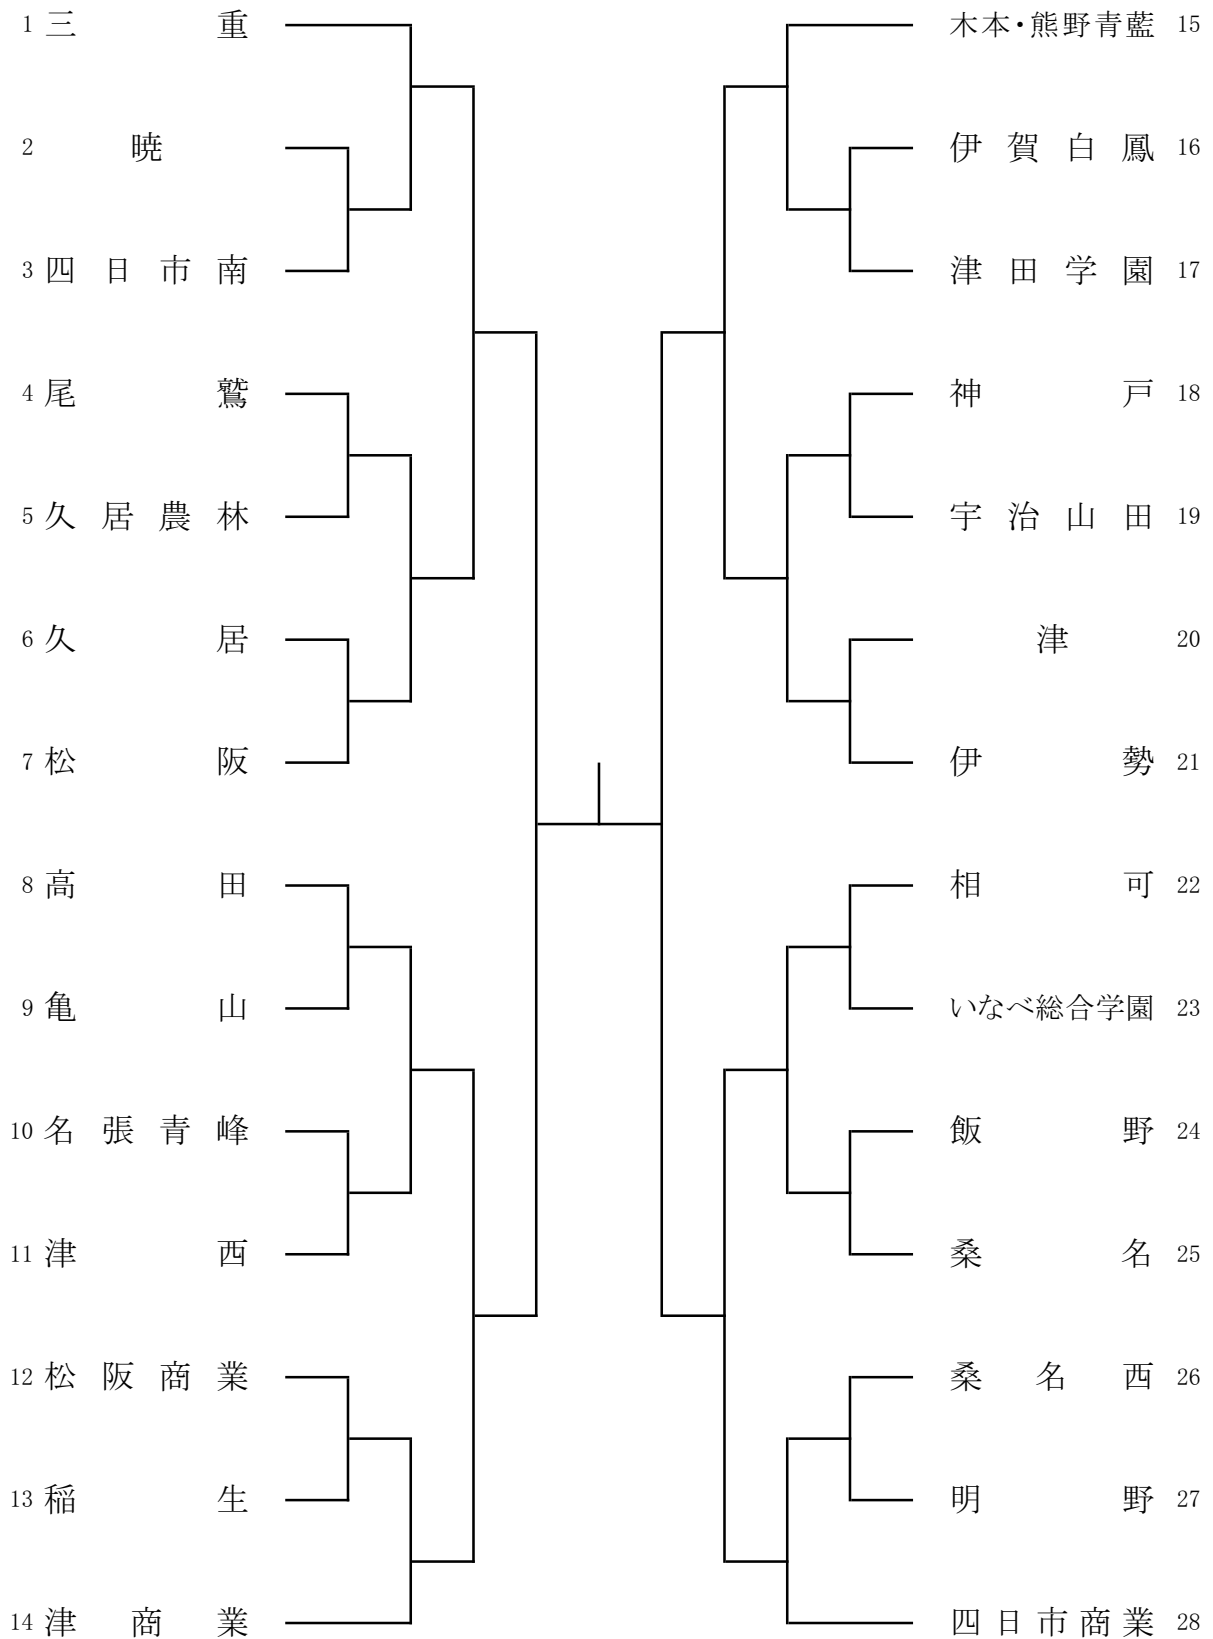 1 三重
2 暁
3 四日市南
4 尾鷲
5 久居農林
6 久居
7 松阪
8 高田
9 亀山
10 名張青峰
11 津西
12 松阪商業
13 稲生
14 津商業
木本・熊野青藍 15
伊賀白鳳 16
津田学園 17
神戸 18
宇治山田 19
津 20
伊勢 21
相可 22
いなべ総合学園 23
飯野 24
桑名 25
桑名西 26
明野 27
四日市商業 28